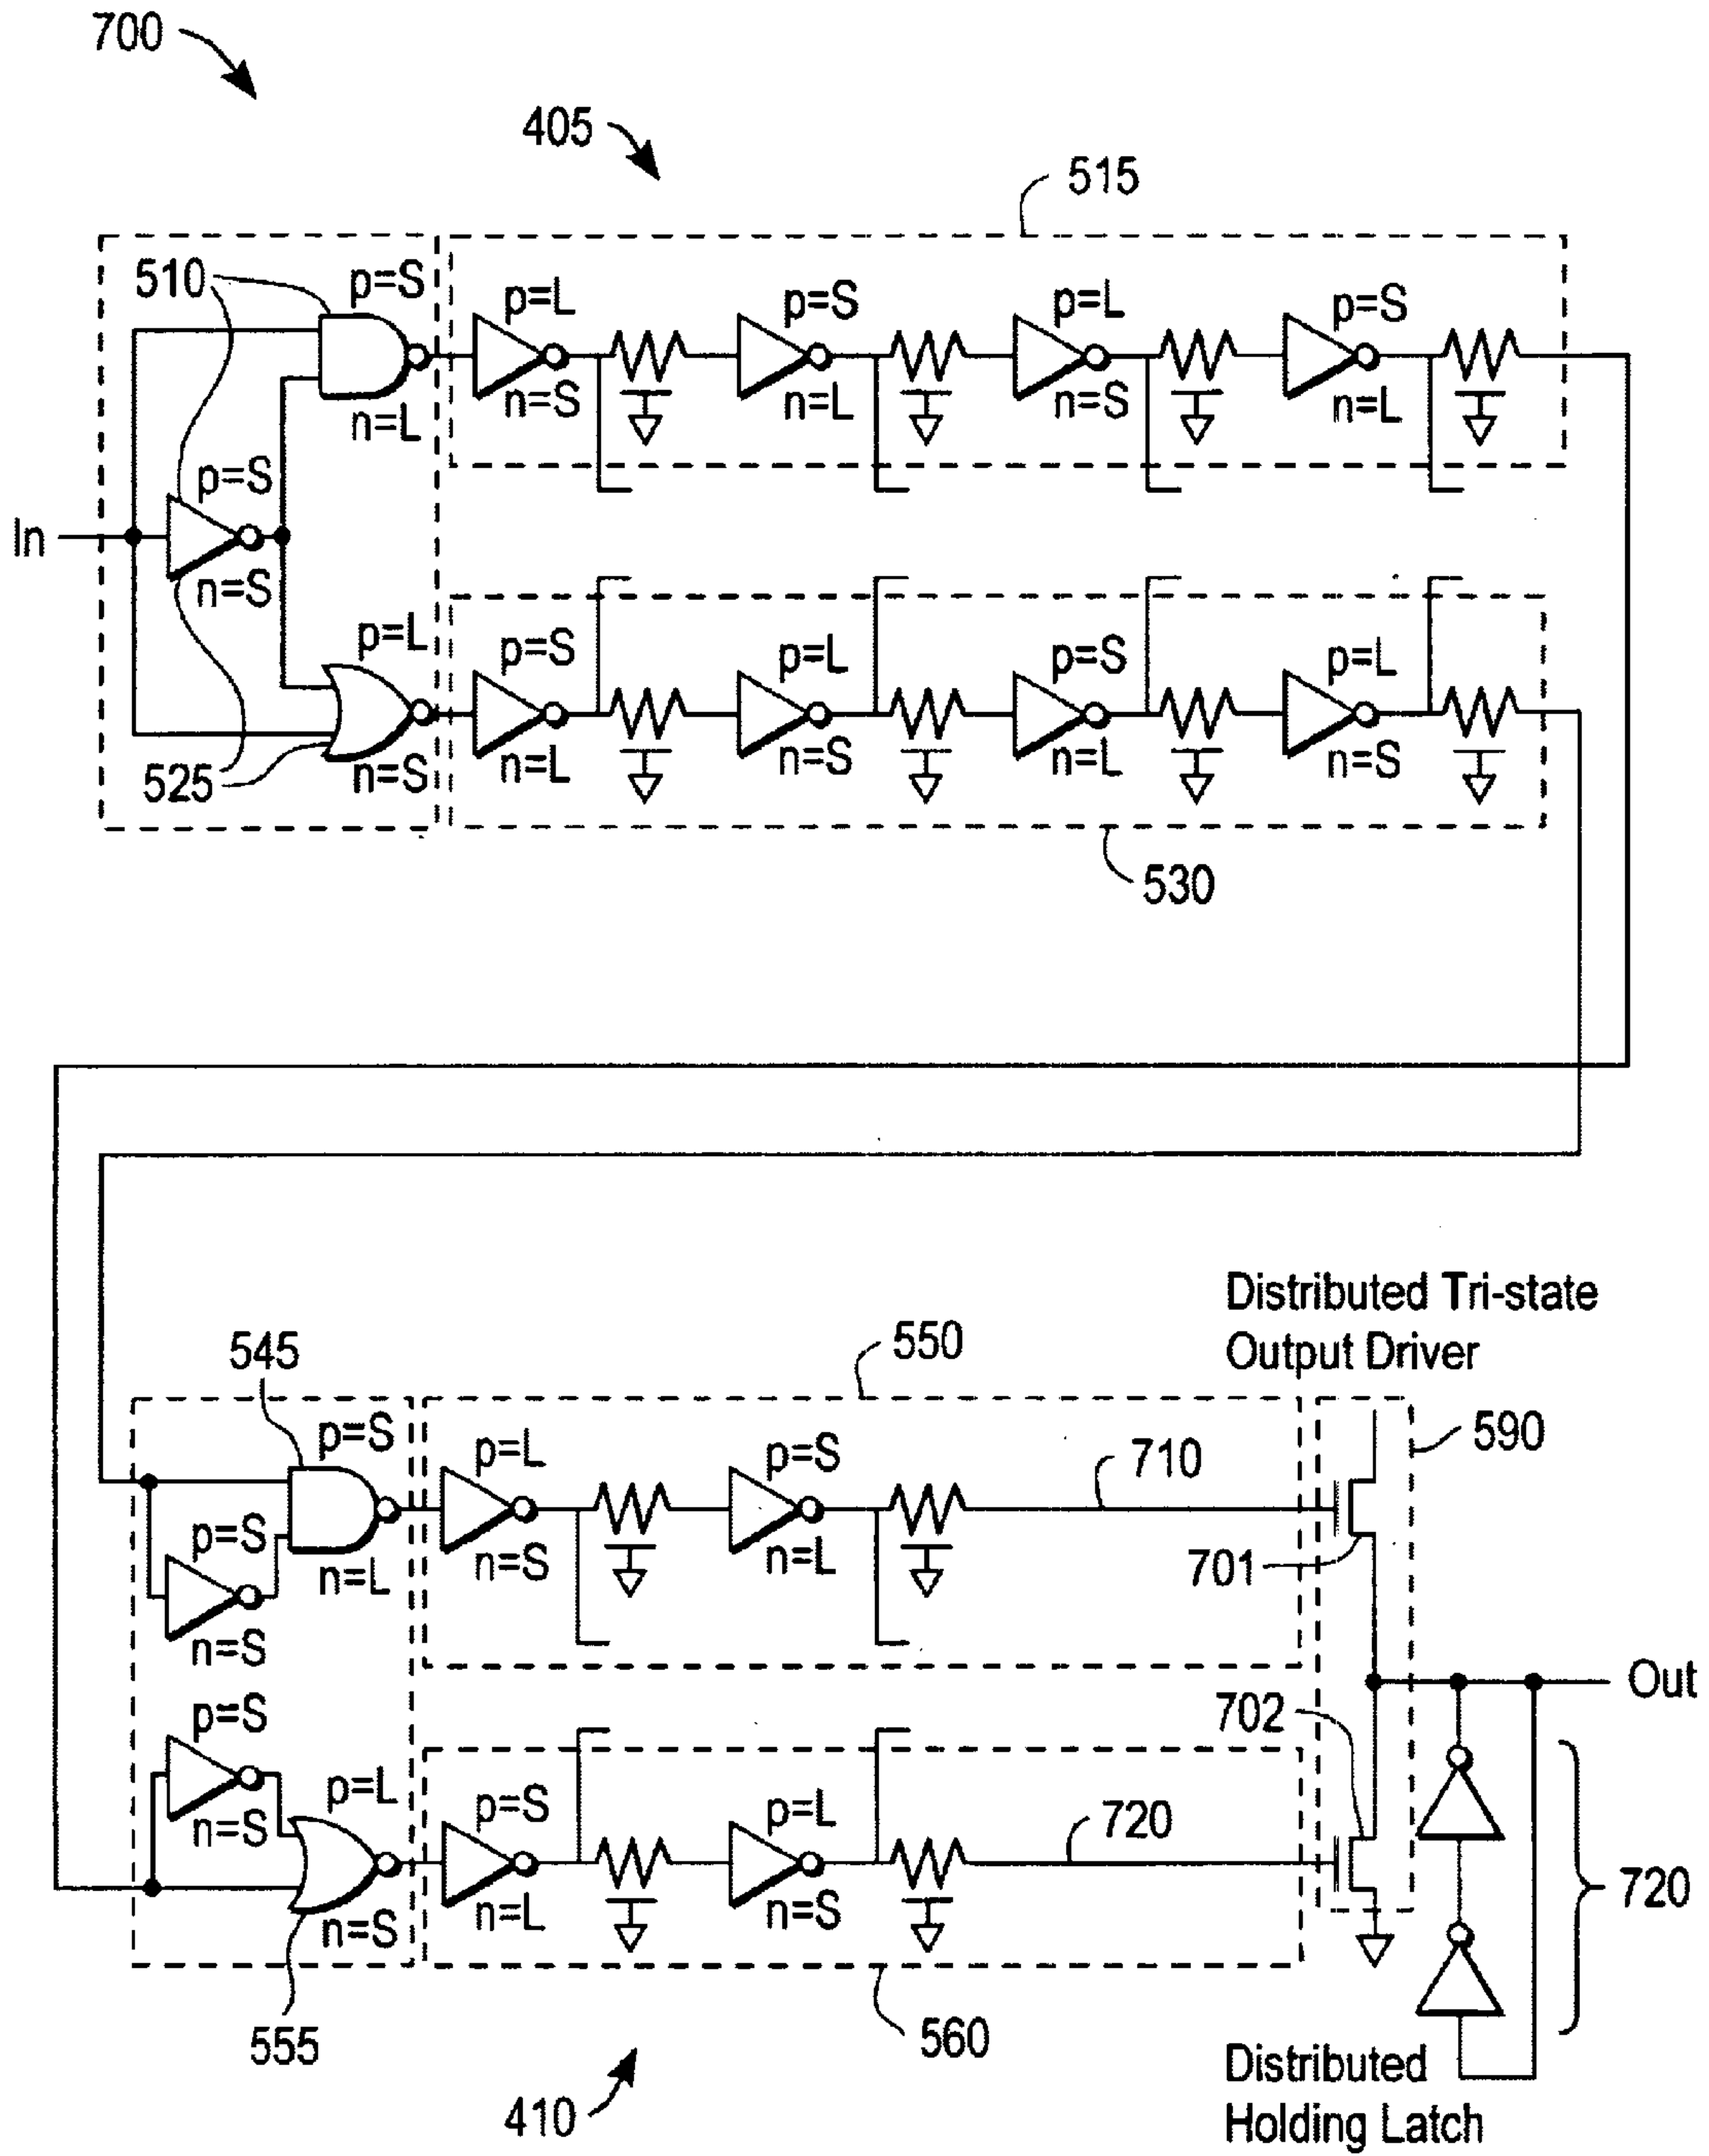 700
405
515
510
p=S
n=L
p=L
n=S
p=S
n=L
p=L
n=S
p=S
n=L
In
p=S
n=S
p=L
n=S
525
p=S
n=L
p=L
n=S
p=S
n=L
p=L
n=S
530
Distributed Tri-state
Output Driver
545
550
590
p=S
n=L
p=S
n=S
p=L
n=S
p=S
n=L
710
701
Out
p=S
n=S
p=L
n=S
555
p=S
n=L
p=L
n=S
720
702
720
560
410
Distributed
Holding Latch